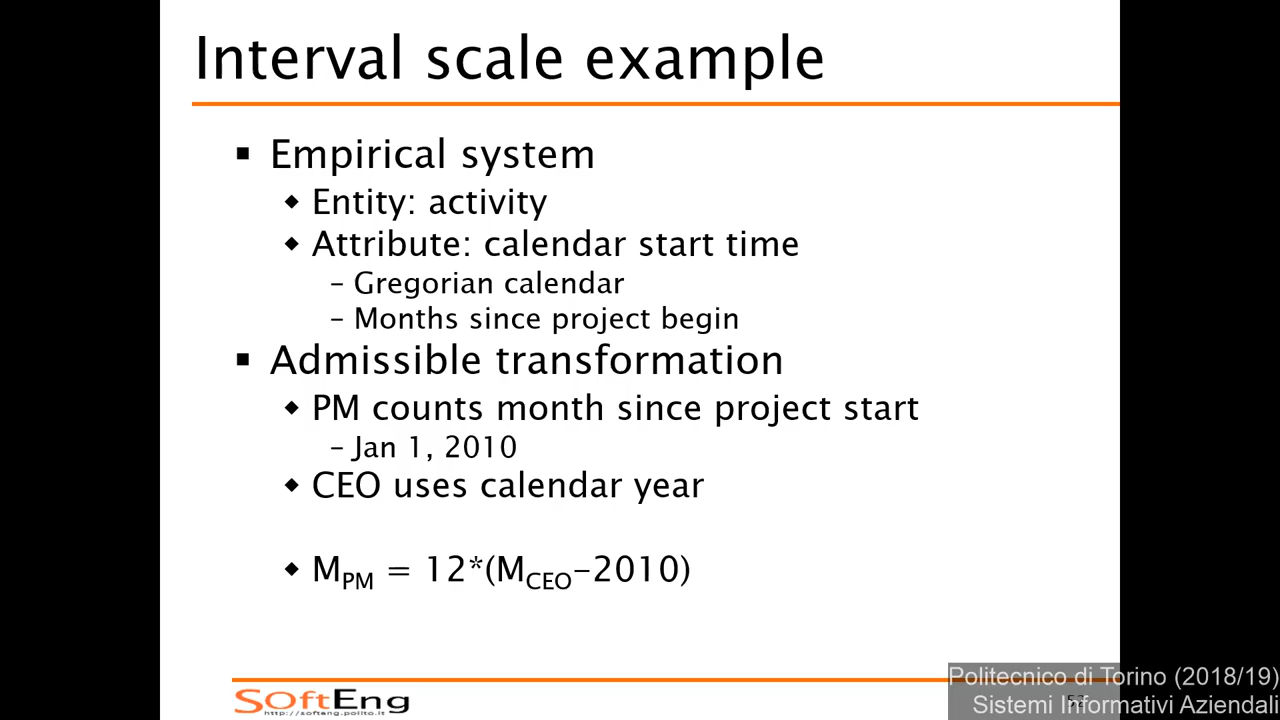 Interval scale example
▪ Empirical system
◆ Entity: activity
◆ Attribute: calendar start time
– Gregorian calendar
– Months since project begin
▪ Admissible transformation
◆ PM counts month since project start
– Jan 1, 2010
◆ CEO uses calendar year
◆ MPM = 12*(MCEO–2010)
SoftEng
http://softeng.polito.it
Politecnico di Torino (2018/19)
Sistemi Informativi Aziendali